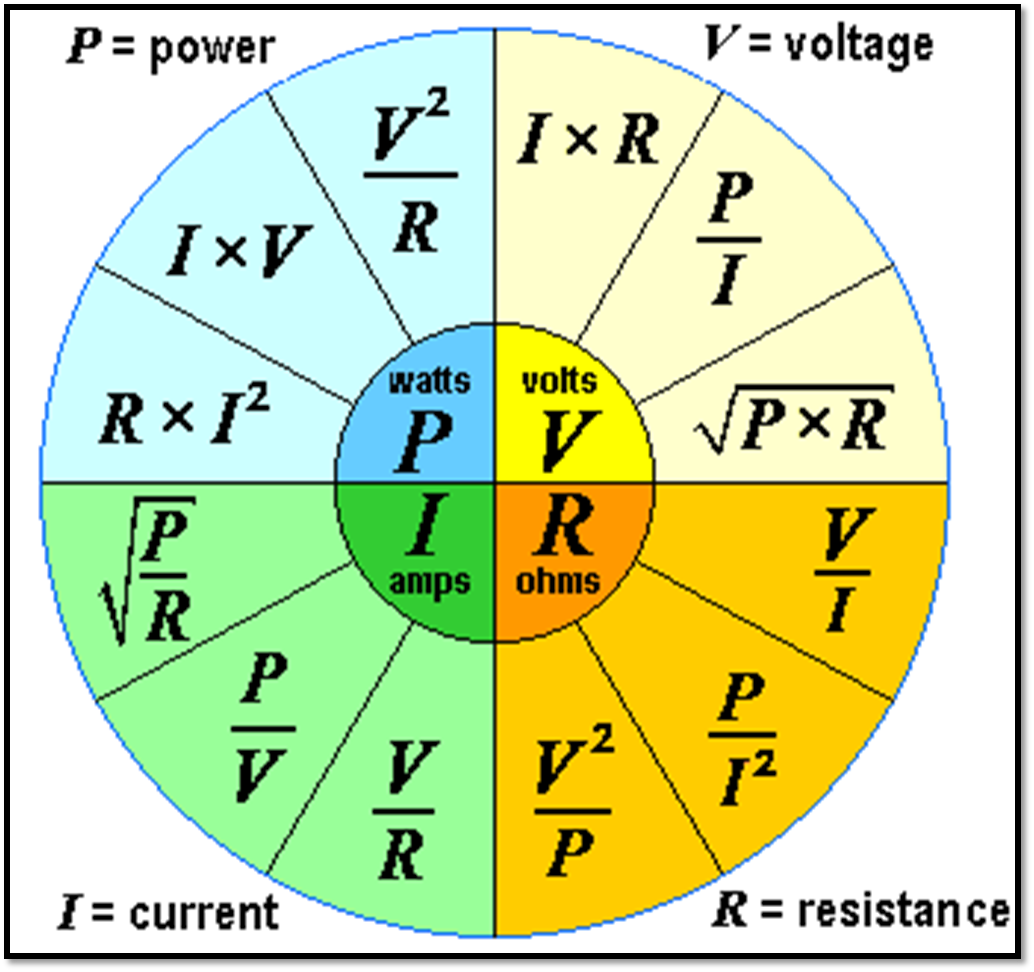 P = power
V = voltage
V²/R
I × R
I × V
P/I
R × I²
√(P × R)
watts
P
volts
V
I
amps
R
ohms
√(P/R)
V/I
P/V
P/I²
V/R
V²/P
I = current
R = resistance